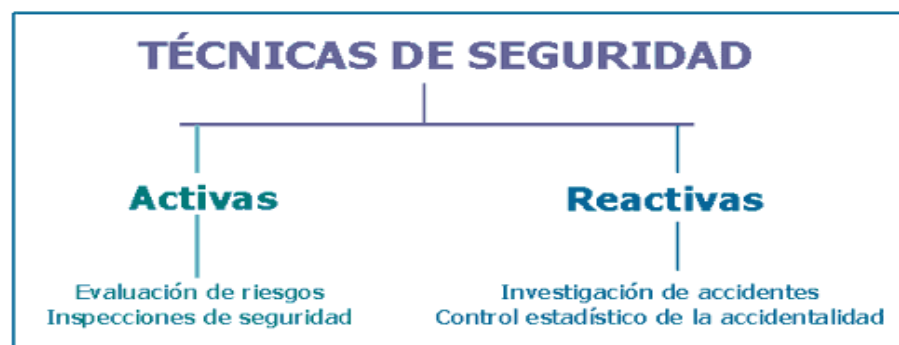 TÉCNICAS DE SEGURIDAD
Activas
Evaluación de riesgos
Inspecciones de seguridad
Reactivas
Investigación de accidentes
Control estadístico de la accidentalidad